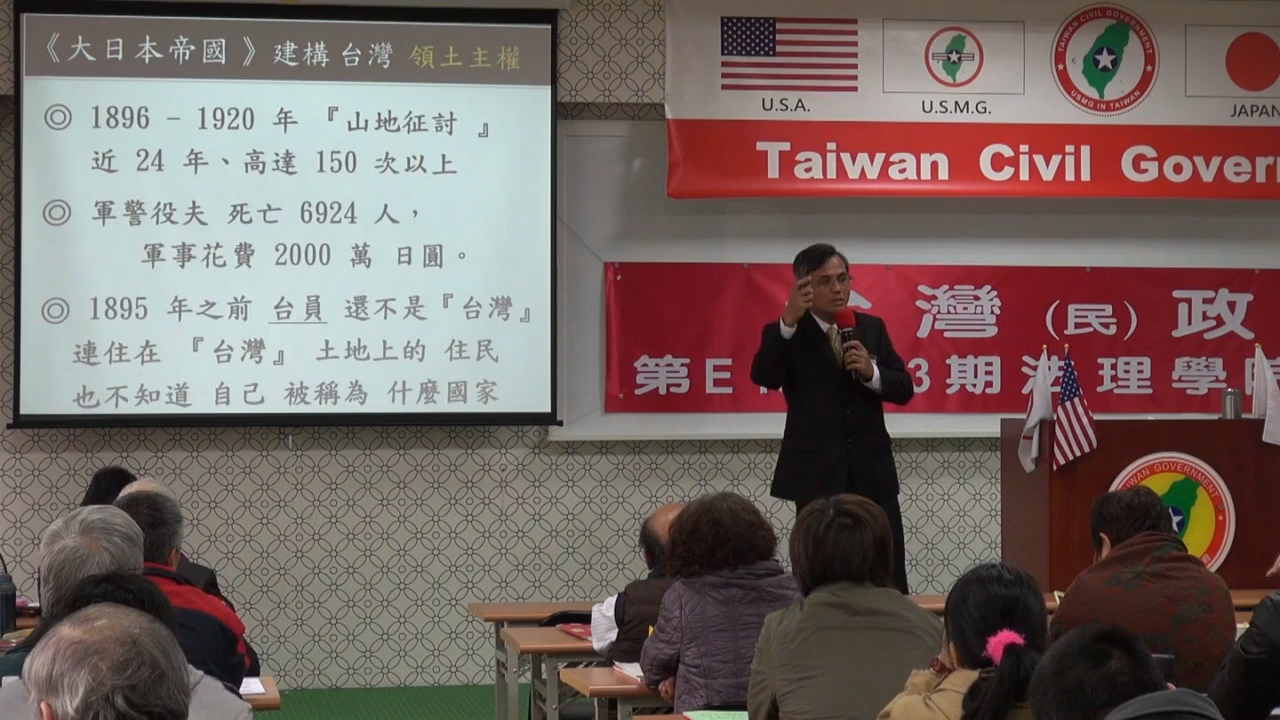 《大日本帝國 》建構 台灣 領土主權
◎ 1896 – 1920 年 『山地征討 』
近 24 年、高達 150 次以上
◎ 軍警役夫 死亡 6924 人，
軍事花費 2000 萬 日圓。
◎ 1895 年之前 台員 還不是『台灣』
連住在 『台灣』 土地上的 住民
也不知道 自己 被稱為 什麼國家
U.S.A.
U.S.M.G.
TAIWAN CIVIL GOVERNMENT
USMG IN TAIWAN
JAPAN
Taiwan Civil Govern
灣 (民) 政
第E 3期 法理學院
TAIWAN GOVERNMENT